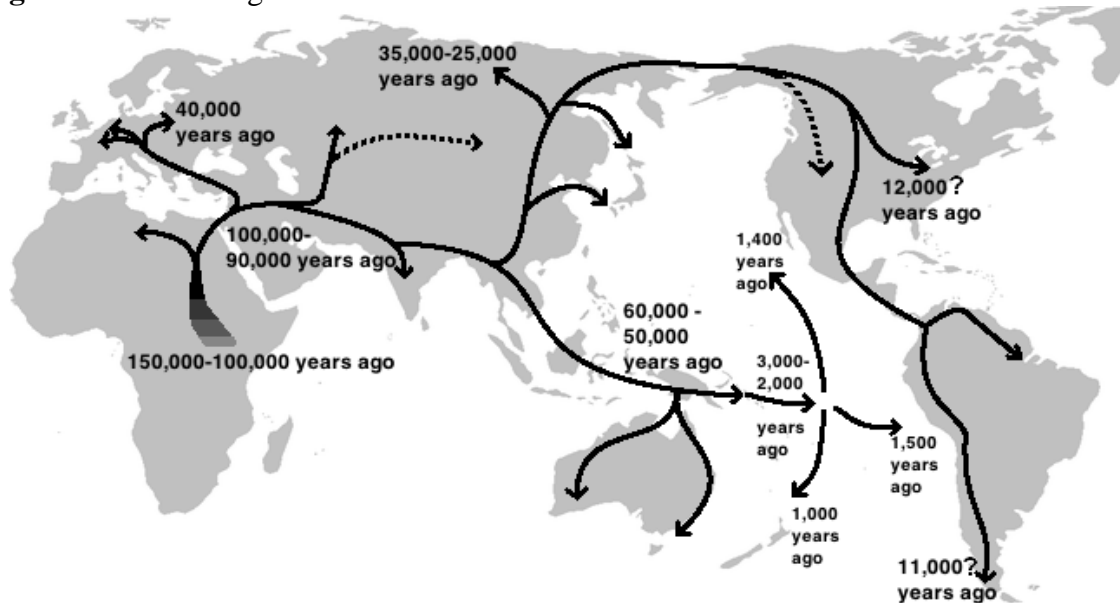 35,000-25,000
years ago
40,000
years ago
100,000-
90,000 years ago
150,000-100,000 years ago
60,000 -
50,000
years ago
12,000?
years ago
1,400
years
ago
3,000-
2,000
years
ago
1,500
years
ago
1,000
years
ago
11,000?
years ago